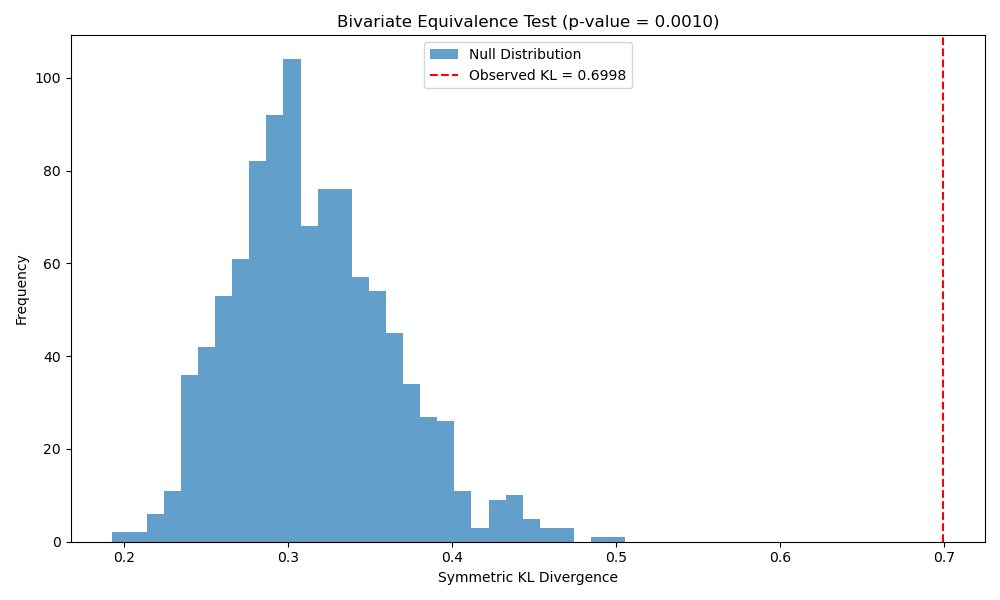 Bivariate Equivalence Test (p-value = 0.0010)
Null Distribution
Observed KL = 0.6998
Frequency
100
80
60
40
20
0
0.2 0.3 0.4 0.5 0.6 0.7
Symmetric KL Divergence